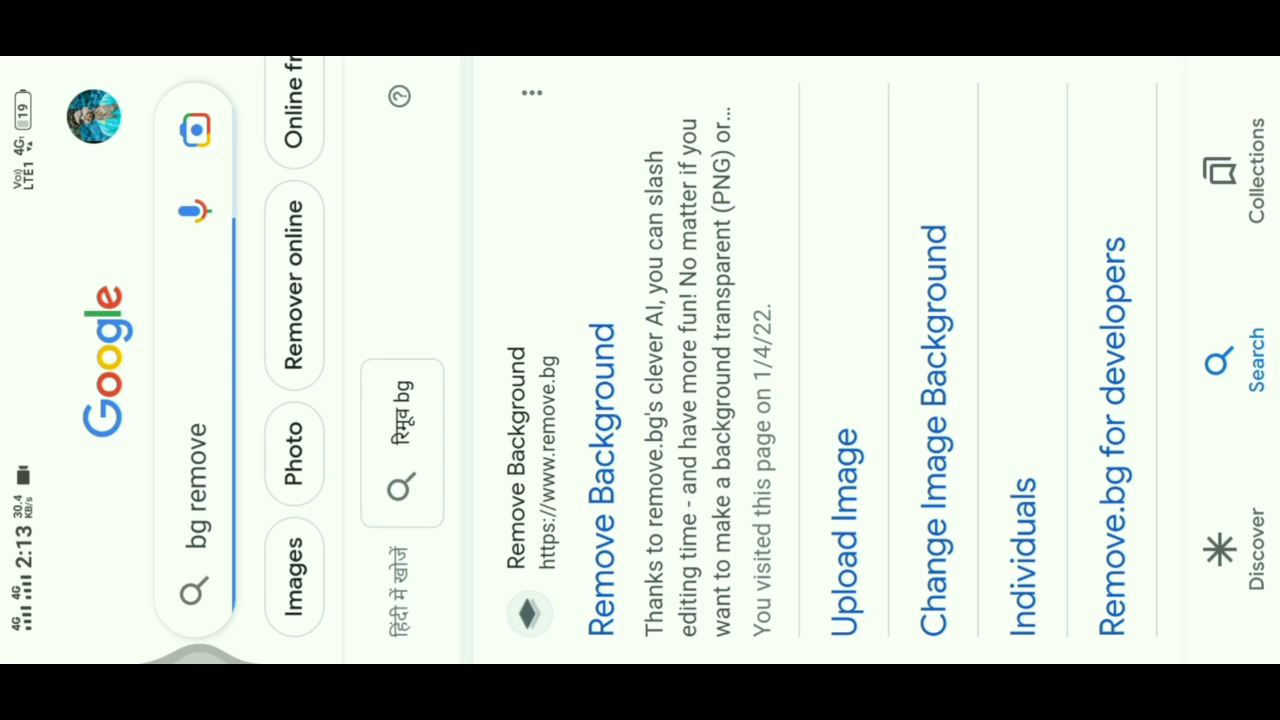 4G 4G 2:13 30.4 KB/s Vo) LTE1 4G 19
Google
bg remove
Images Photo Remover online Online fr
हिंदी में खोजें रिमूव bg
Remove Background
https://www.remove.bg
Remove Background
Thanks to remove.bg's clever AI, you can slash
editing time - and have more fun! No matter if you
want to make a background transparent (PNG) or...
You visited this page on 1/4/22.
Upload Image
Change Image Background
Individuals
Remove.bg for developers
Discover Search Collections